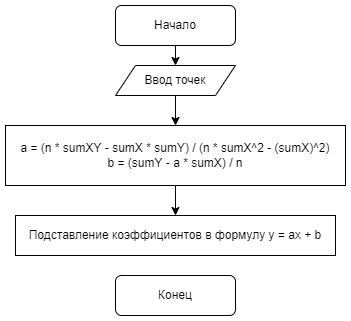 Начало
Ввод точек
a = (n * sumXY - sumX * sumY) / (n * sumX^2 - (sumX)^2)
b = (sumY - a * sumX) / n
Подставление коэффициентов в формулу y = ax + b
Конец